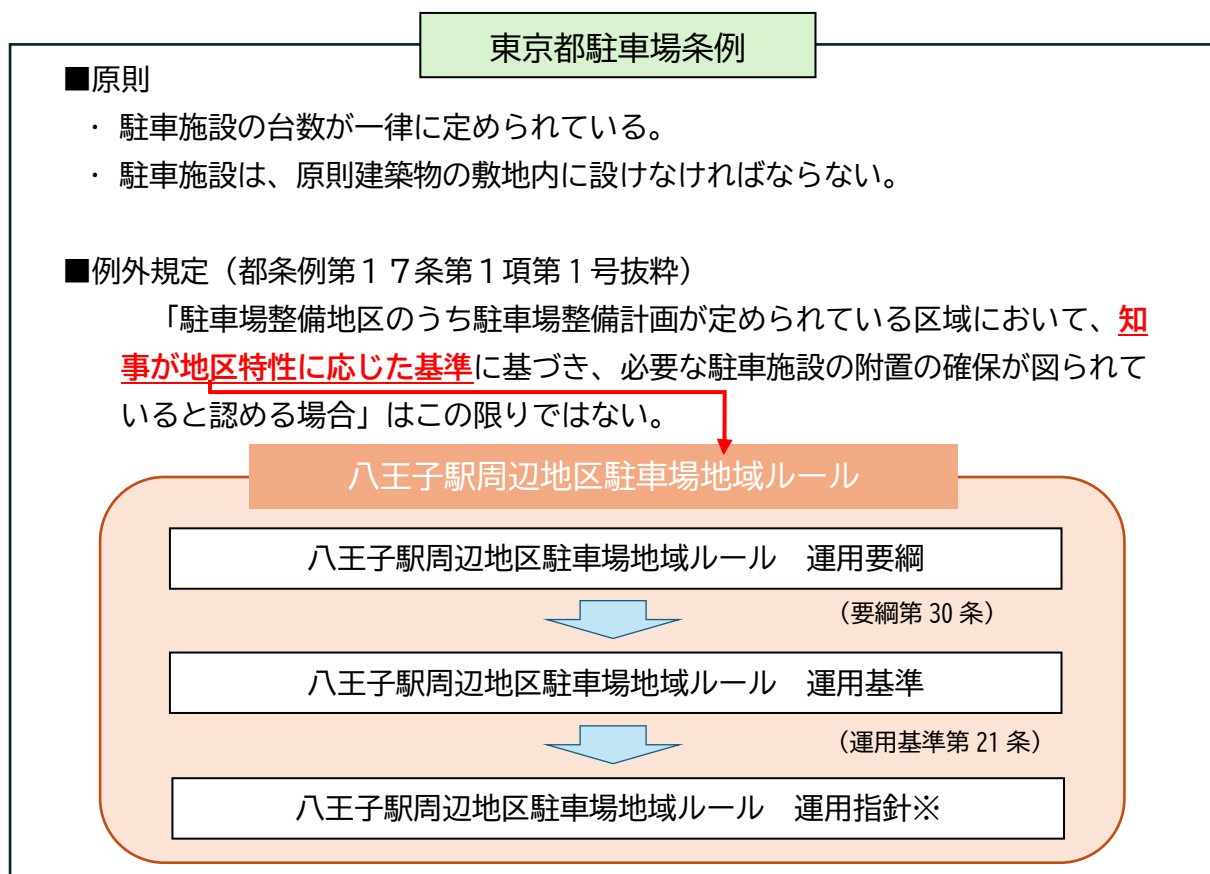 東京都駐車場条例
■原則
・ 駐車施設の台数が一律に定められている。
・ 駐車施設は、原則建築物の敷地内に設けなければならない。
■例外規定（都条例第１７条第１項第１号抜粋）
「駐車場整備地区のうち駐車場整備計画が定められている区域において、知
事が地区特性に応じた基準に基づき、必要な駐車施設の附置の確保が図られて
いると認める場合」はこの限りではない。
八王子駅周辺地区駐車場地域ルール
八王子駅周辺地区駐車場地域ルール　運用要綱
（要綱第 30 条）
八王子駅周辺地区駐車場地域ルール　運用基準
（運用基準第 21 条）
八王子駅周辺地区駐車場地域ルール　運用指針※